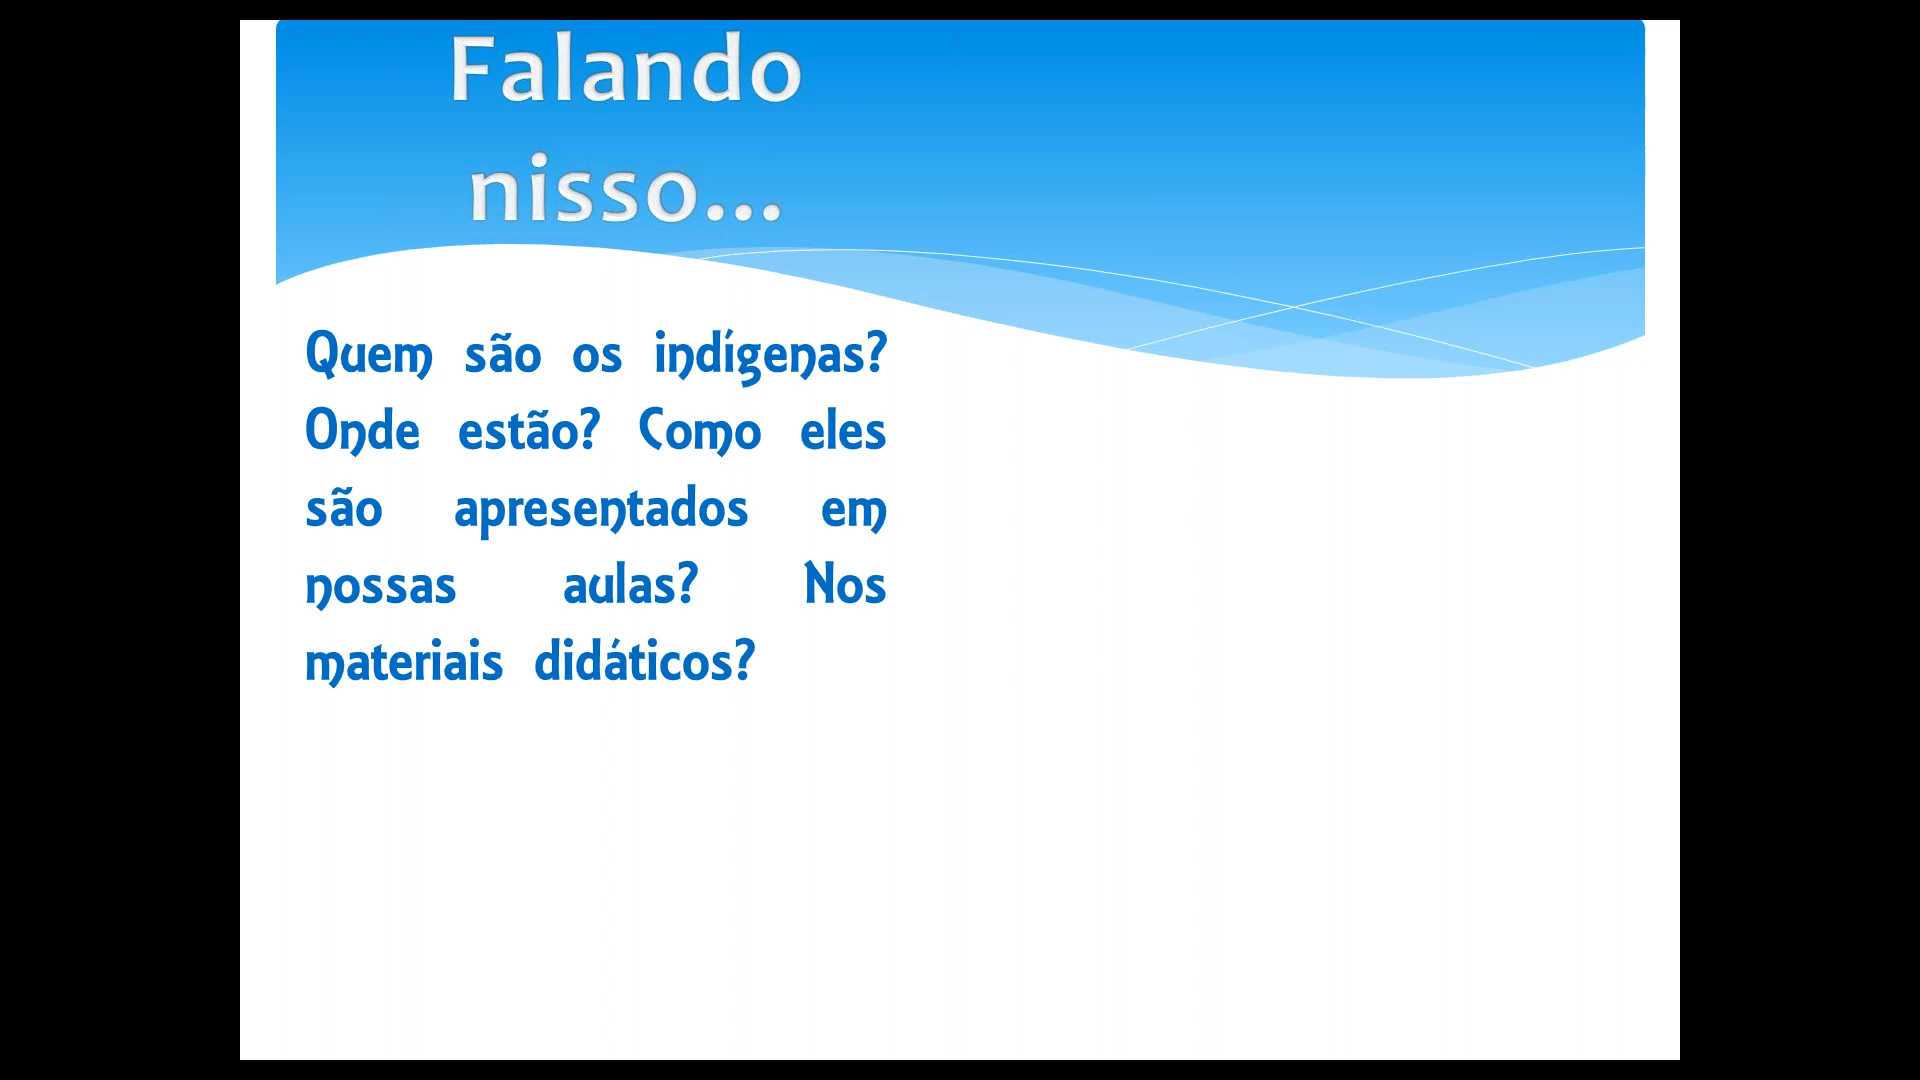 Falando
nisso...
Quem são os indígenas?
Onde estão? Como eles
são apresentados em
nossas aulas? Nos
materiais didáticos?